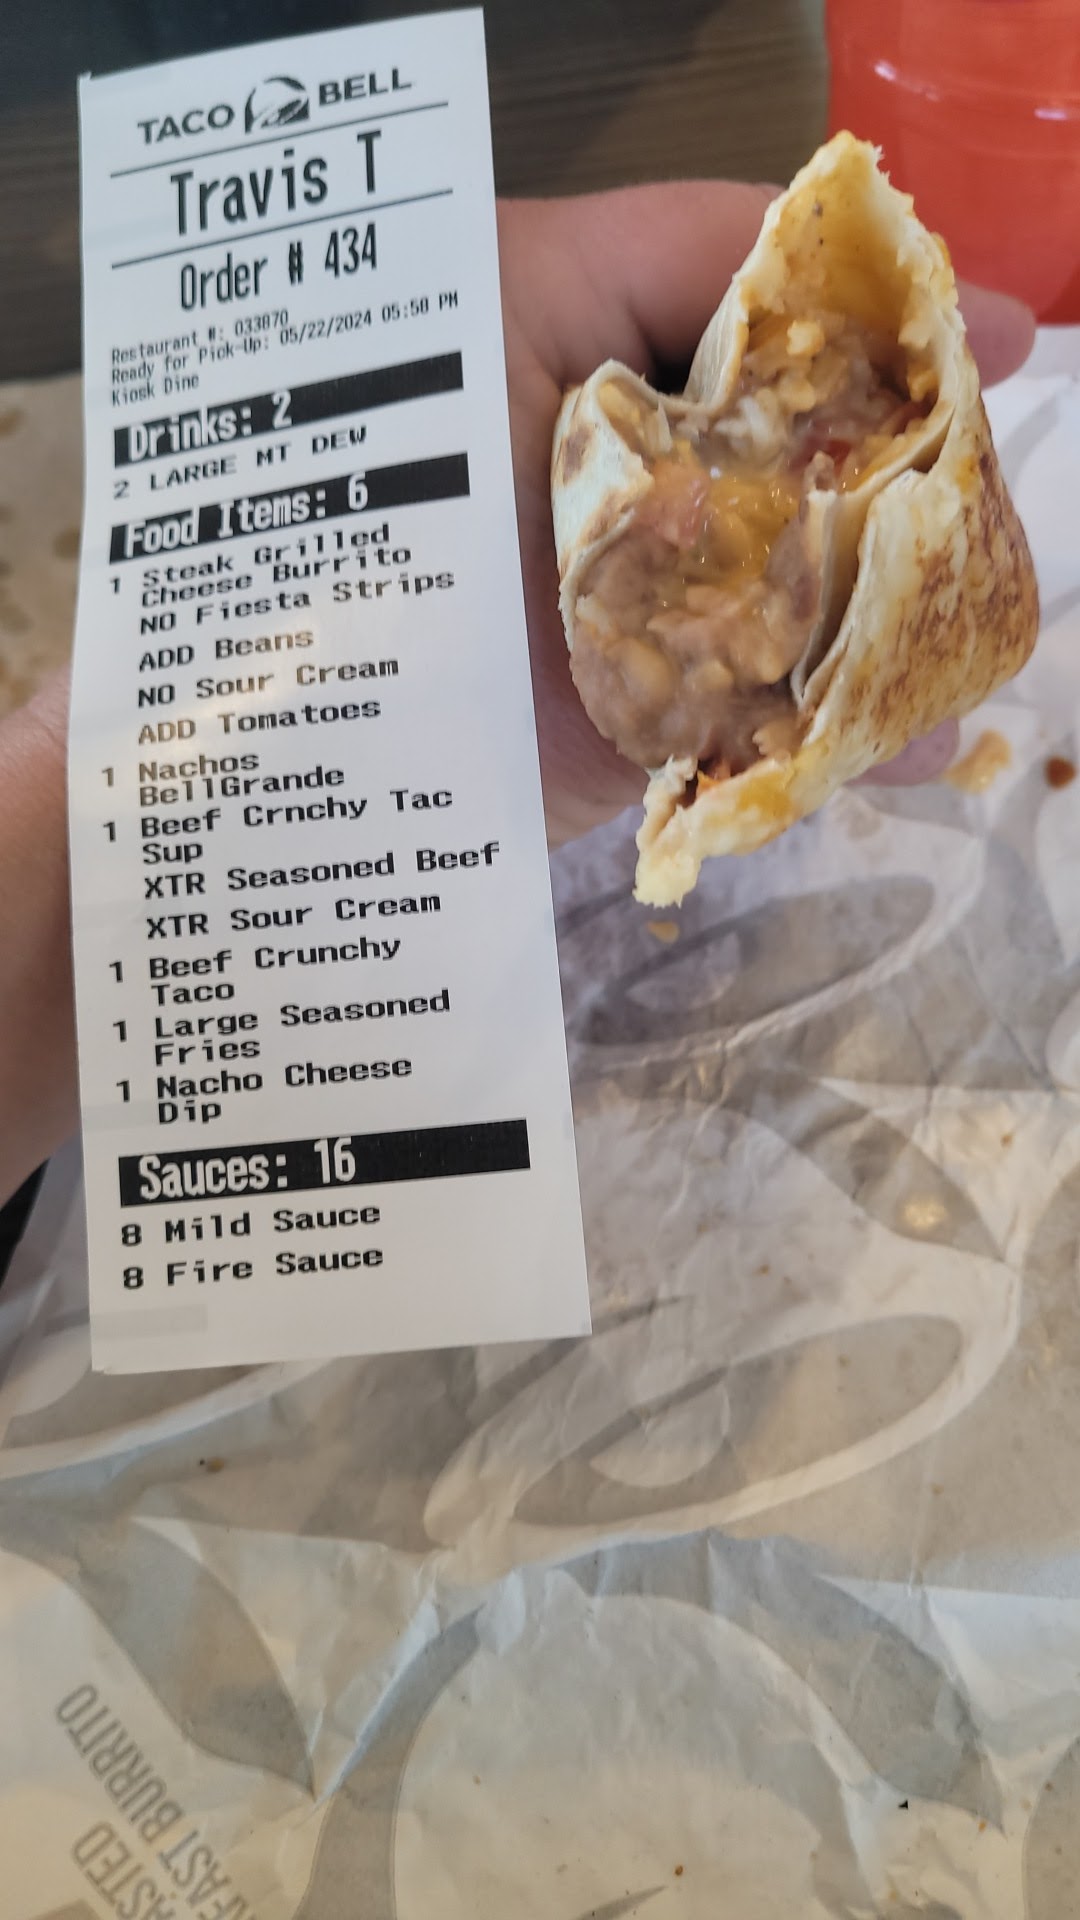 TACO BELL
Travis T
Order # 434
Restaurant #: 033870
Ready for Pick-Up: 05/22/2024 05:58 PM
Kiosk Dine
Drinks: 2
2 LARGE MT DEW
Food Items: 6
1 Steak Grilled
Cheese Burrito
NO Fiesta Strips
ADD Beans
NO Sour Cream
ADD Tomatoes
1 Nachos
BellGrande
1 Beef Crnchy Tac
Sup
XTR Seasoned Beef
XTR Sour Cream
1 Beef Crunchy
Taco
1 Large Seasoned
Fries
1 Nacho Cheese
Dip
Sauces: 16
8 Mild Sauce
8 Fire Sauce
ASTED
FAST BURRITO